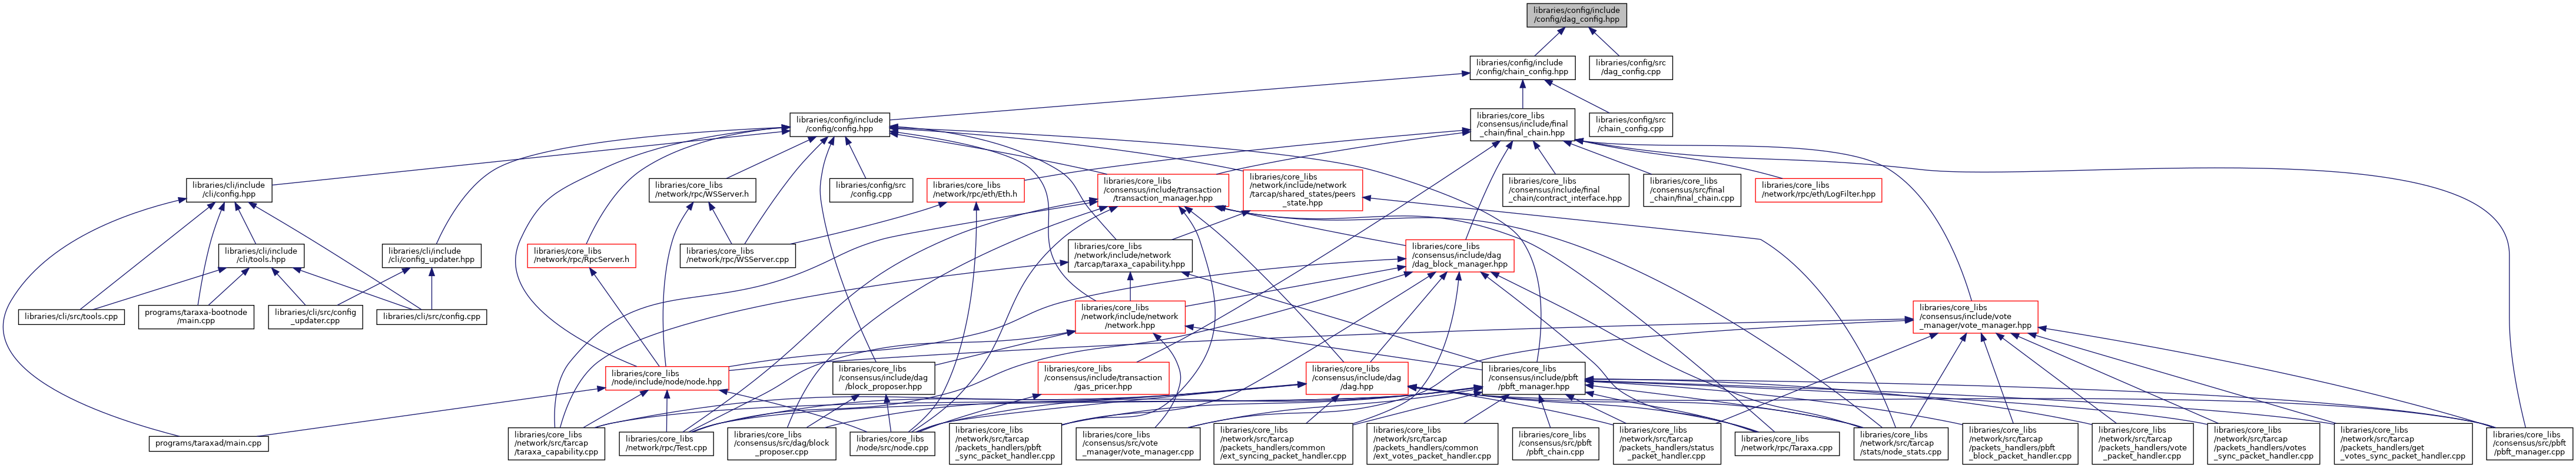 libraries/config/include
/config/dag_config.hpp
libraries/config/include
/config/chain_config.hpp
libraries/config/src
/dag_config.cpp
libraries/config/include
/config/config.hpp
libraries/core_libs
/consensus/include/final
_chain/final_chain.hpp
libraries/config/src
/chain_config.cpp
libraries/cli/include
/cli/config.hpp
libraries/core_libs
/network/rpc/WSServer.h
libraries/config/src
/config.cpp
libraries/core_libs
/network/rpc/eth/Eth.h
libraries/core_libs
/consensus/include/transaction
/transaction_manager.hpp
libraries/core_libs
/network/include/network
/tarcap/shared_states/peers
_state.hpp
libraries/core_libs
/consensus/include/final
_chain/contract_interface.hpp
libraries/core_libs
/consensus/src/final
_chain/final_chain.cpp
libraries/core_libs
/network/rpc/eth/LogFilter.hpp
libraries/cli/include
/cli/tools.hpp
libraries/cli/include
/cli/config_updater.hpp
libraries/core_libs
/network/rpc/RpcServer.h
libraries/core_libs
/network/rpc/WSServer.cpp
libraries/core_libs
/network/include/network
/tarcap/taraxa_capability.hpp
libraries/core_libs
/consensus/include/dag
/dag_block_manager.hpp
libraries/cli/src/tools.cpp
programs/taraxa-bootnode
/main.cpp
libraries/cli/src/config
_updater.cpp
libraries/cli/src/config.cpp
libraries/core_libs
/network/include/network
/network.hpp
libraries/core_libs
/consensus/include/vote
_manager/vote_manager.hpp
libraries/core_libs
/node/include/node/node.hpp
libraries/core_libs
/consensus/include/dag
/block_proposer.hpp
libraries/core_libs
/consensus/include/transaction
/gas_pricer.hpp
libraries/core_libs
/consensus/include/dag
/dag.hpp
libraries/core_libs
/consensus/include/pbft
/pbft_manager.hpp
programs/taraxad/main.cpp
libraries/core_libs
/network/src/tarcap
/taraxa_capability.cpp
libraries/core_libs
/network/rpc/Test.cpp
libraries/core_libs
/consensus/src/dag/block
_proposer.cpp
libraries/core_libs
/node/src/node.cpp
libraries/core_libs
/network/src/tarcap
/packets_handlers/pbft
_sync_packet_handler.cpp
libraries/core_libs
/consensus/src/vote
_manager/vote_manager.cpp
libraries/core_libs
/network/src/tarcap
/packets_handlers/common
/ext_syncing_packet_handler.cpp
libraries/core_libs
/network/src/tarcap
/packets_handlers/common
/ext_votes_packet_handler.cpp
libraries/core_libs
/consensus/src/pbft
/pbft_chain.cpp
libraries/core_libs
/network/src/tarcap
/packets_handlers/status
_packet_handler.cpp
libraries/core_libs
/network/rpc/Taraxa.cpp
libraries/core_libs
/network/src/tarcap
/stats/node_stats.cpp
libraries/core_libs
/network/src/tarcap
/packets_handlers/pbft
_block_packet_handler.cpp
libraries/core_libs
/network/src/tarcap
/packets_handlers/vote
_packet_handler.cpp
libraries/core_libs
/network/src/tarcap
/packets_handlers/votes
_sync_packet_handler.cpp
libraries/core_libs
/network/src/tarcap
/packets_handlers/get
_votes_sync_packet_handler.cpp
libraries/core_libs
/consensus/src/pbft
/pbft_manager.cpp